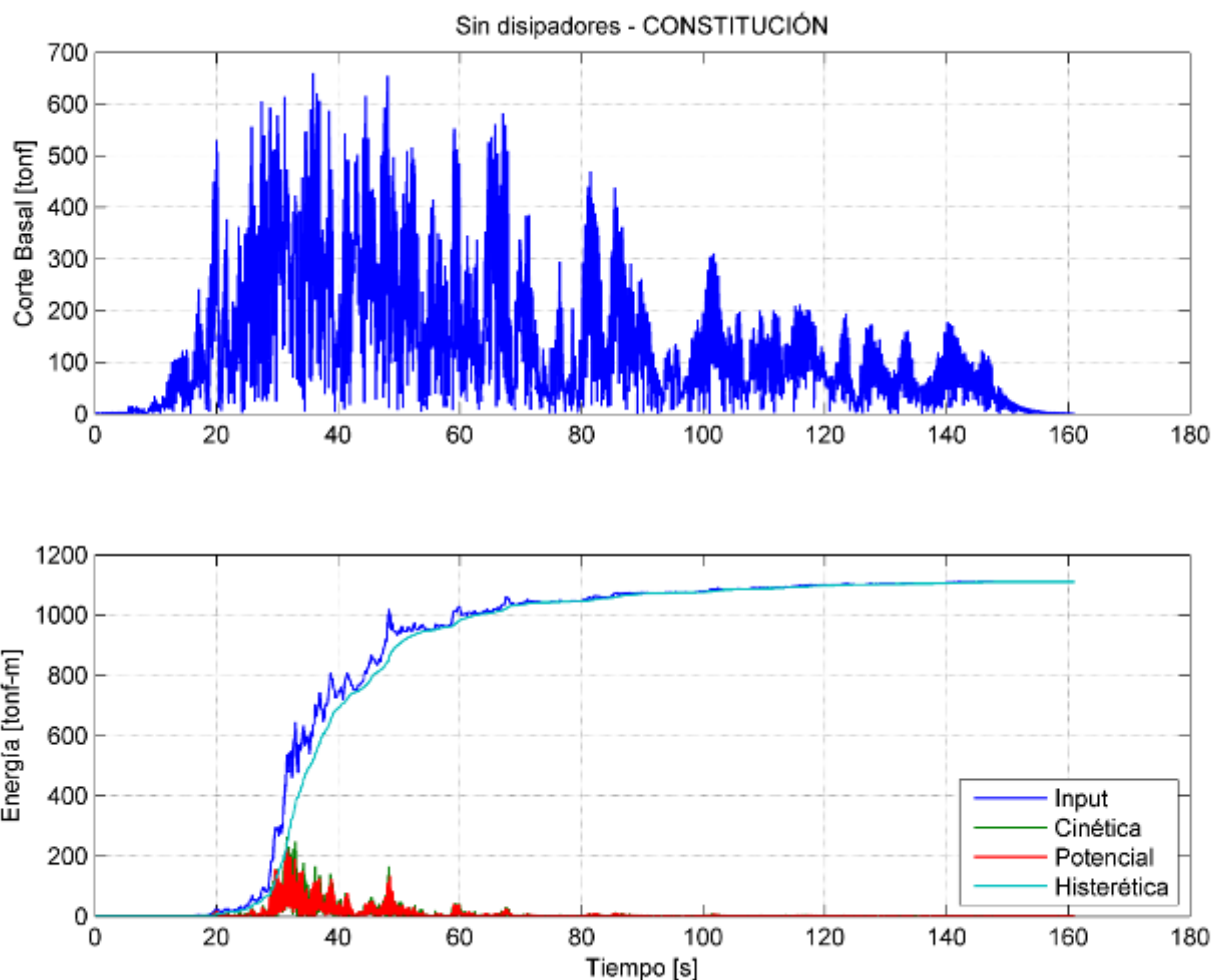 Sin disipadores - CONSTITUCIÓN
Corte Basal [tonf]
700
600
500
400
300
200
100
0
0 20 40 60 80 100 120 140 160 180
Energía [tonf-m]
1200
1000
800
600
400
200
0
Input
Cinética
Potencial
Histerética
0 20 40 60 80 100 120 140 160 180
Tiempo [s]